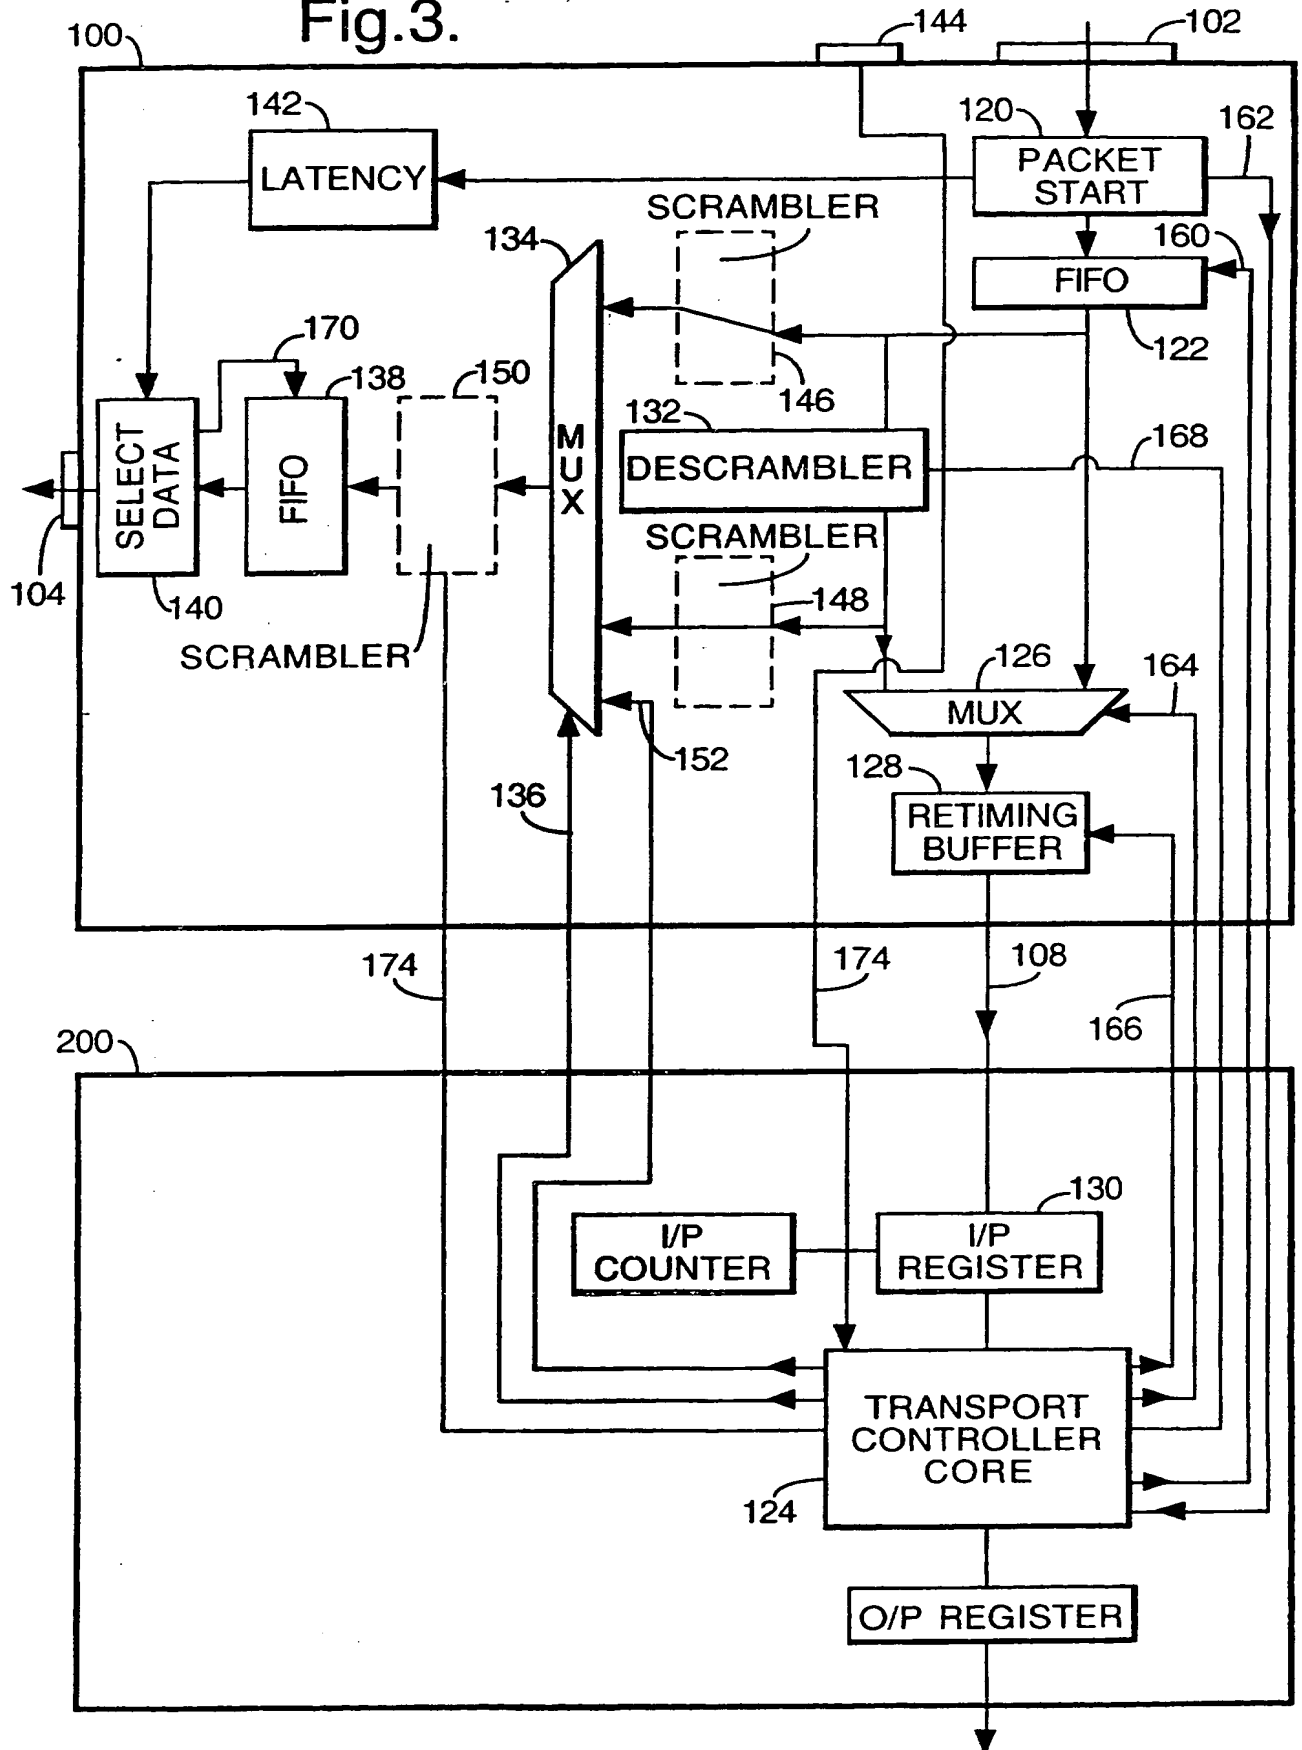 Fig.3.
100
144
102
142
120
162
LATENCY
PACKET
START
SCRAMBLER
134
160
FIFO
170
122
138
150
146
132
168
SELECT
DATA
FIFO
MUX
DESCRAMBLER
SCRAMBLER
104
140
148
SCRAMBLER
126
164
MUX
152
128
136
RETIMING
BUFFER
174
174
108
166
200
130
I/P
COUNTER
I/P
REGISTER
TRANSPORT
CONTROLLER
CORE
124
O/P REGISTER